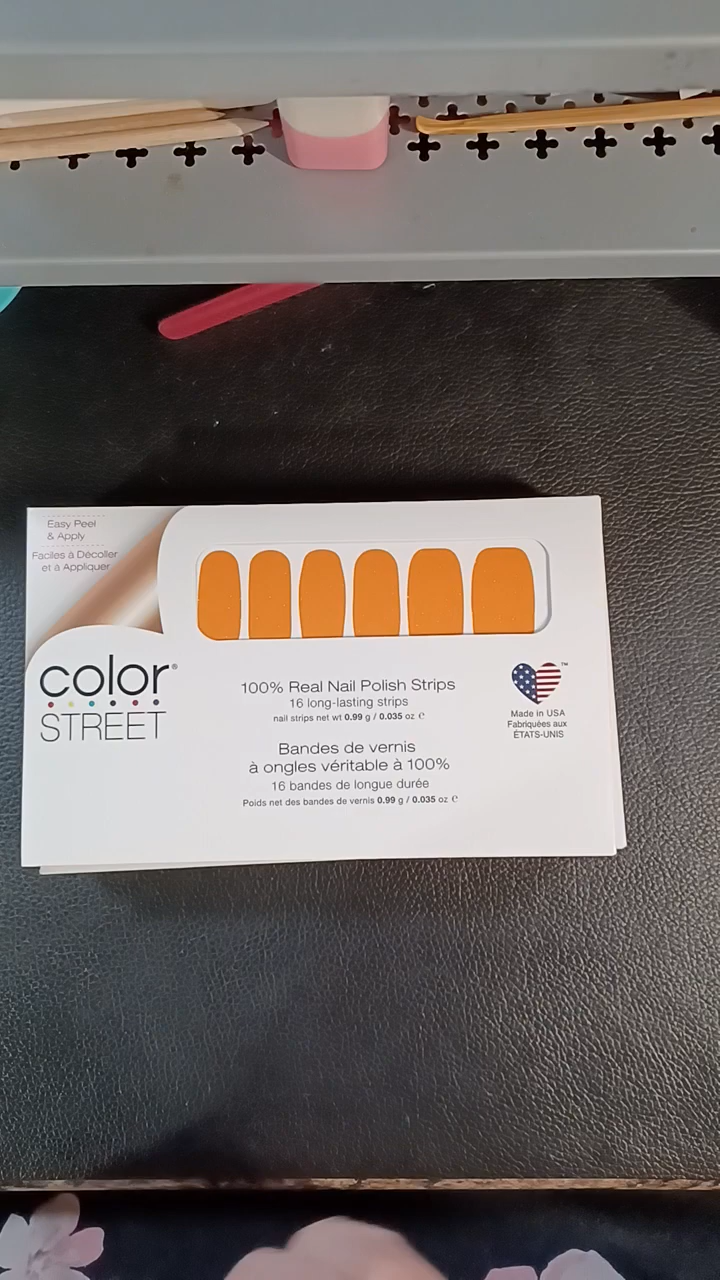 Easy Peel
& Apply
Faciles à Décoller
et à Appliquer
color®
STREET
100% Real Nail Polish Strips
16 long-lasting strips
nail strips net wt 0.99 g / 0.035 oz ℮
Bandes de vernis
à ongles véritable à 100%
16 bandes de longue durée
Poids net des bandes de vernis 0.99 g / 0.035 oz ℮
™
Made in USA
Fabriquées aux
ÉTATS-UNIS